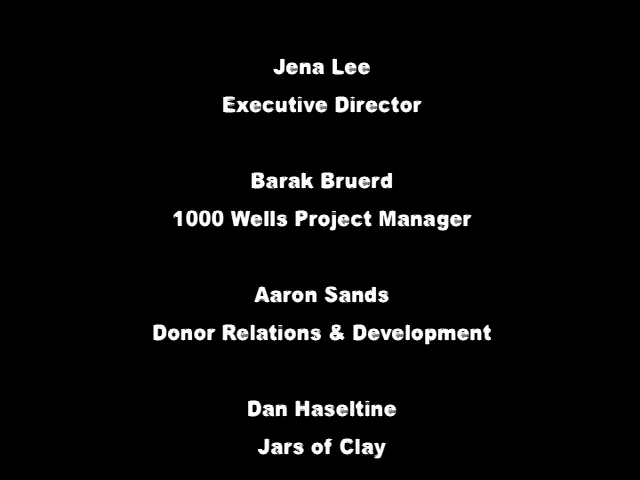 Jena Lee
Executive Director
Barak Bruerd
1000 Wells Project Manager
Aaron Sands
Donor Relations & Development
Dan Haseltine
Jars of Clay